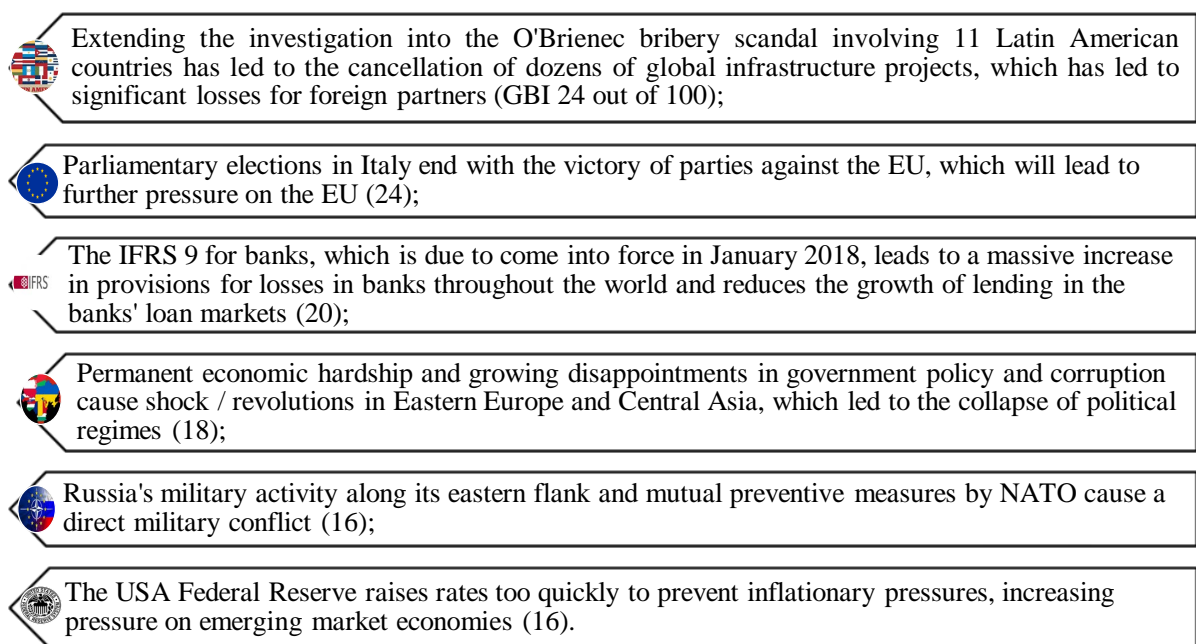 Extending the investigation into the O'Brienec bribery scandal involving 11 Latin American
countries has led to the cancellation of dozens of global infrastructure projects, which has led to
significant losses for foreign partners (GBI 24 out of 100);
Parliamentary elections in Italy end with the victory of parties against the EU, which will lead to
further pressure on the EU (24);
The IFRS 9 for banks, which is due to come into force in January 2018, leads to a massive increase
IFRS
in provisions for losses in banks throughout the world and reduces the growth of lending in the
banks' loan markets (20);
Permanent economic hardship and growing disappointments in government policy and corruption
cause shock / revolutions in Eastern Europe and Central Asia, which led to the collapse of political
regimes (18);
Russia's military activity along its eastern flank and mutual preventive measures by NATO cause a
direct military conflict (16);
The USA Federal Reserve raises rates too quickly to prevent inflationary pressures, increasing
pressure on emerging market economies (16).